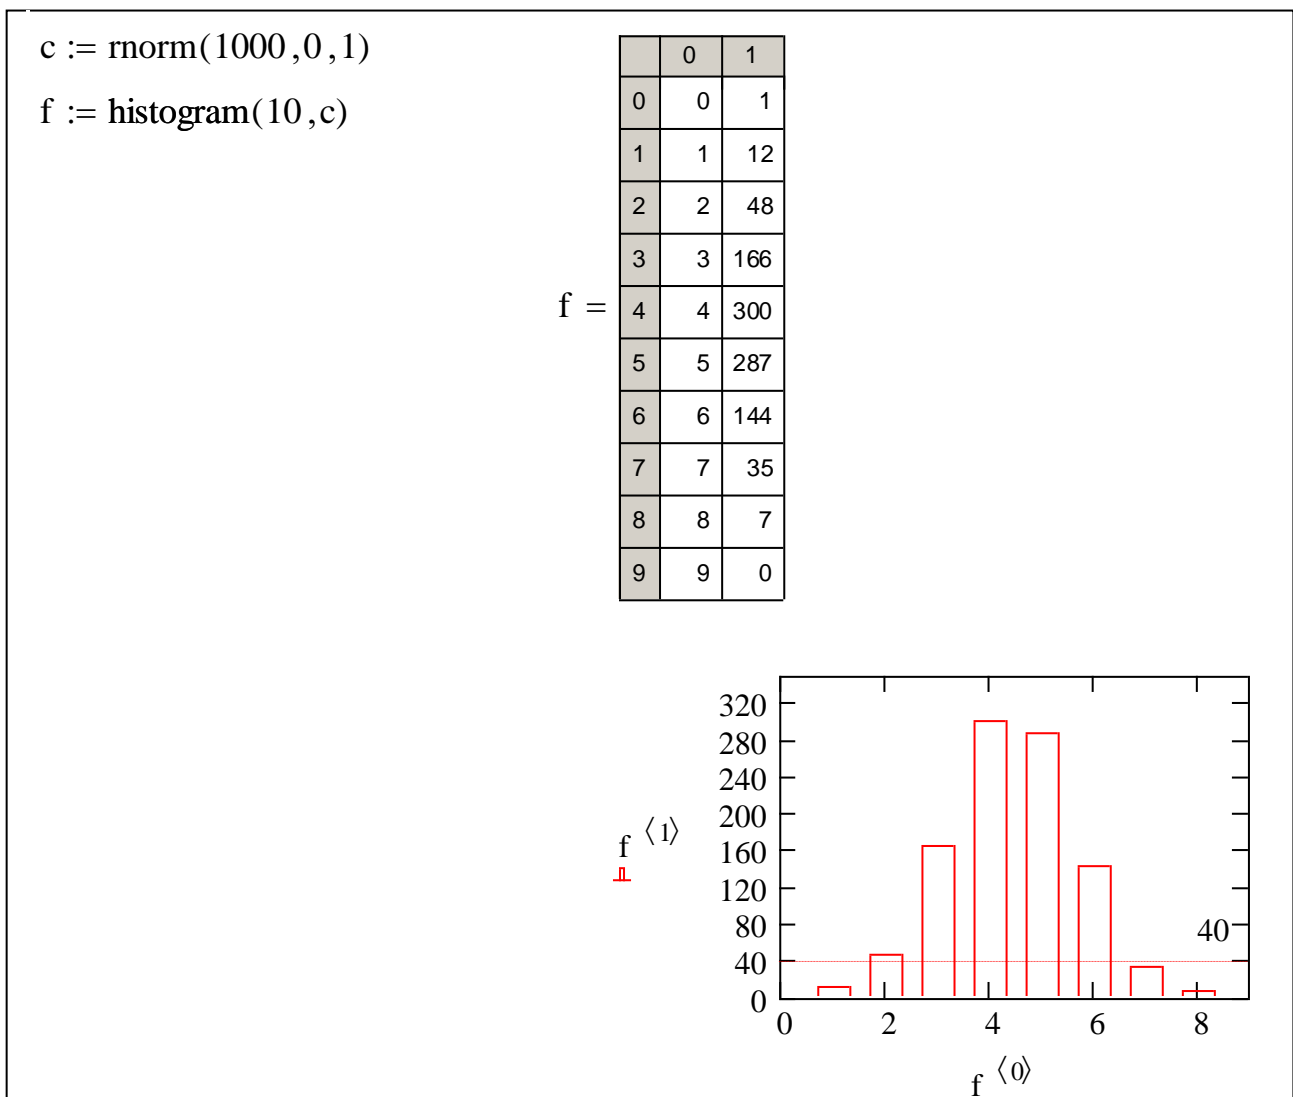 c := rnorm(1000,0,1)
f := histogram(10,c)
f =
0 1
0 0 1
1 1 12
2 2 48
3 3 166
4 4 300
5 5 287
6 6 144
7 7 35
8 8 7
9 9 0
320
280
240
200
160
120
80
40
0
f ⟨1⟩
40
0 2 4 6 8
f ⟨0⟩